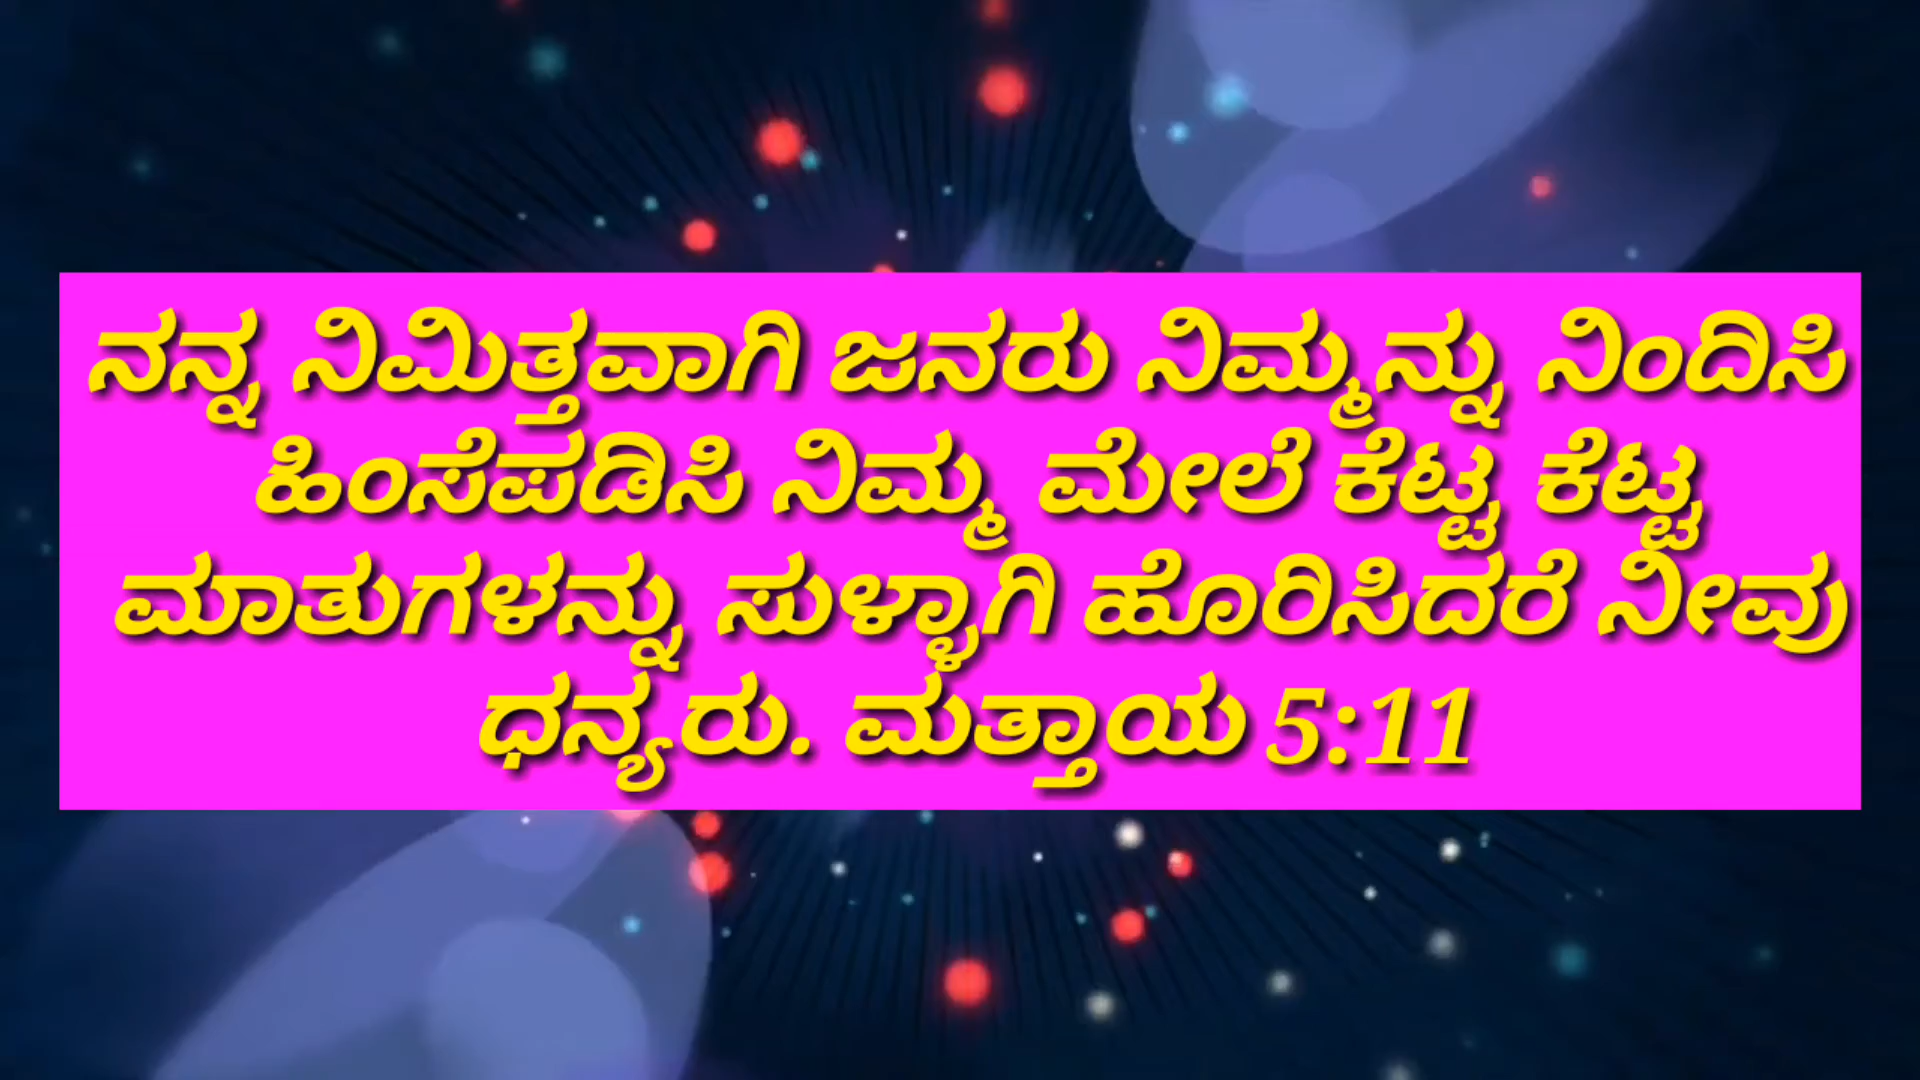 ನನ್ನ ನಿಮಿತ್ತವಾಗಿ ಜನರು ನಿಮ್ಮನ್ನು ನಿಂದಿಸಿ
ಹಿಂಸೆಪಡಿಸಿ ನಿಮ್ಮ ಮೇಲೆ ಕೆಟ್ಟ ಕೆಟ್ಟ
ಮಾತುಗಳನ್ನು ಸುಳ್ಳಾಗಿ ಹೊರಿಸಿದರೆ ನೀವು
ಧನ್ಯರು. ಮತ್ತಾಯ 5:11